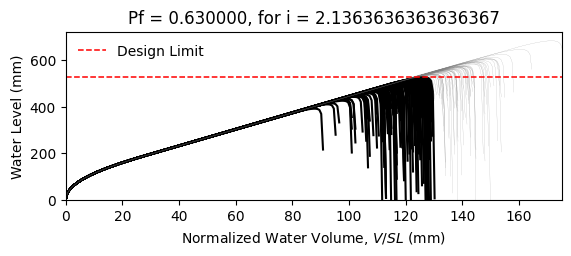 Pf = 0.630000, for i = 2.1363636363636367
Design Limit
Water Level (mm)
600
400
200
0
0 20 40 60 80 100 120 140 160
Normalized Water Volume, V/SL (mm)